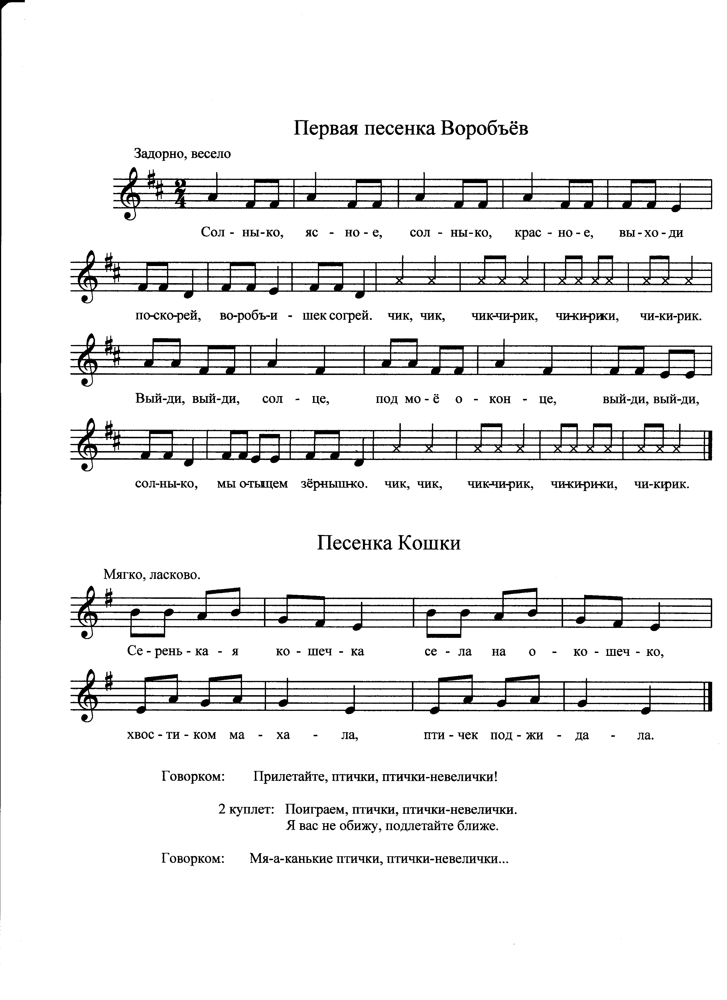 Первая песенка Воробъёв
Задорно, весело
Сол - ны-ко, яс - но - е, сол - ны-ко, крас - но - е, вы-хо-ди
по-ско-рей, во-робъ-и - шек согрей. чик, чик, чик-чи-рик, чи-ки-рики, чи-ки-рик.
Вый-ди, вый-ди, сол - це, под мо-ё о - кон - це, вый-ди, вый-ди,
сол-ны-ко, мы о-тыщем зёр-ныш-ко. чик, чик, чик-чи-рик, чи-ки-ри-ки, чи-кирик.
Песенка Кошки
Мягко, ласково.
Се - рень - ка - я ко - шеч - ка се - ла на о - ко - шеч - ко,
хвос - ти - ком ма - ха - ла, пти - чек под - жи - да - ла.
Говорком: Прилетайте, птички, птички-невелички!
2 куплет: Поиграем, птички, птички-невелички.
Я вас не обижу, подлетайте ближе.
Говорком: Мя-а-канькие птички, птички-невелички...